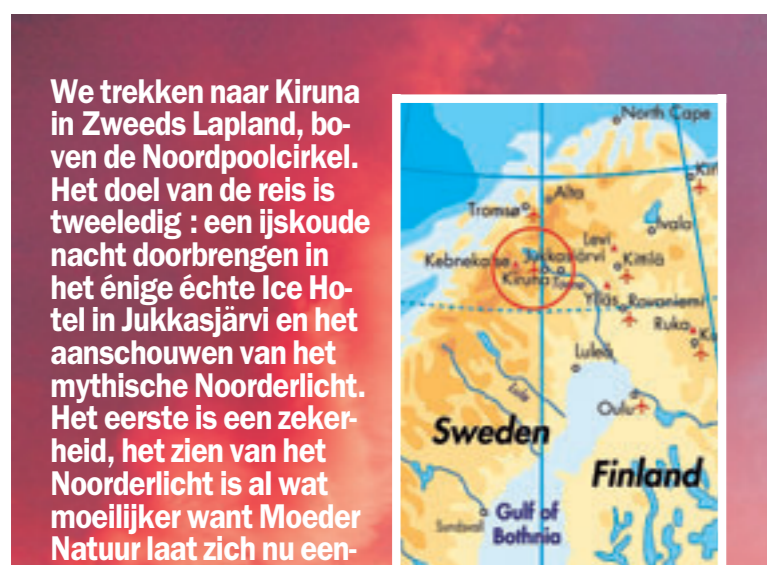 We trekken naar Kiruna
in Zweeds Lapland, bo-
ven de Noordpoolcirkel.
Het doel van de reis is
tweeledig : een ijskoude
nacht doorbrengen in
het énige échte Ice Ho-
tel in Jukkasjärvi en het
aanschouwen van het
mythische Noorderlicht.
Het eerste is een zeker-
heid, het zien van het
Noorderlicht is al wat
moeilijker want Moeder
Natuur laat zich nu een-
North Cape
Alta
Tromsø
Ivalo
Levi
Kebnekaise Jukkasjärvi Kittilä
Kiruna
Ylläs Rovaniemi
Ruka
Luleå
Lule
Oulu
Sweden
Finland
Gulf of
Bothnia
Sundsvall